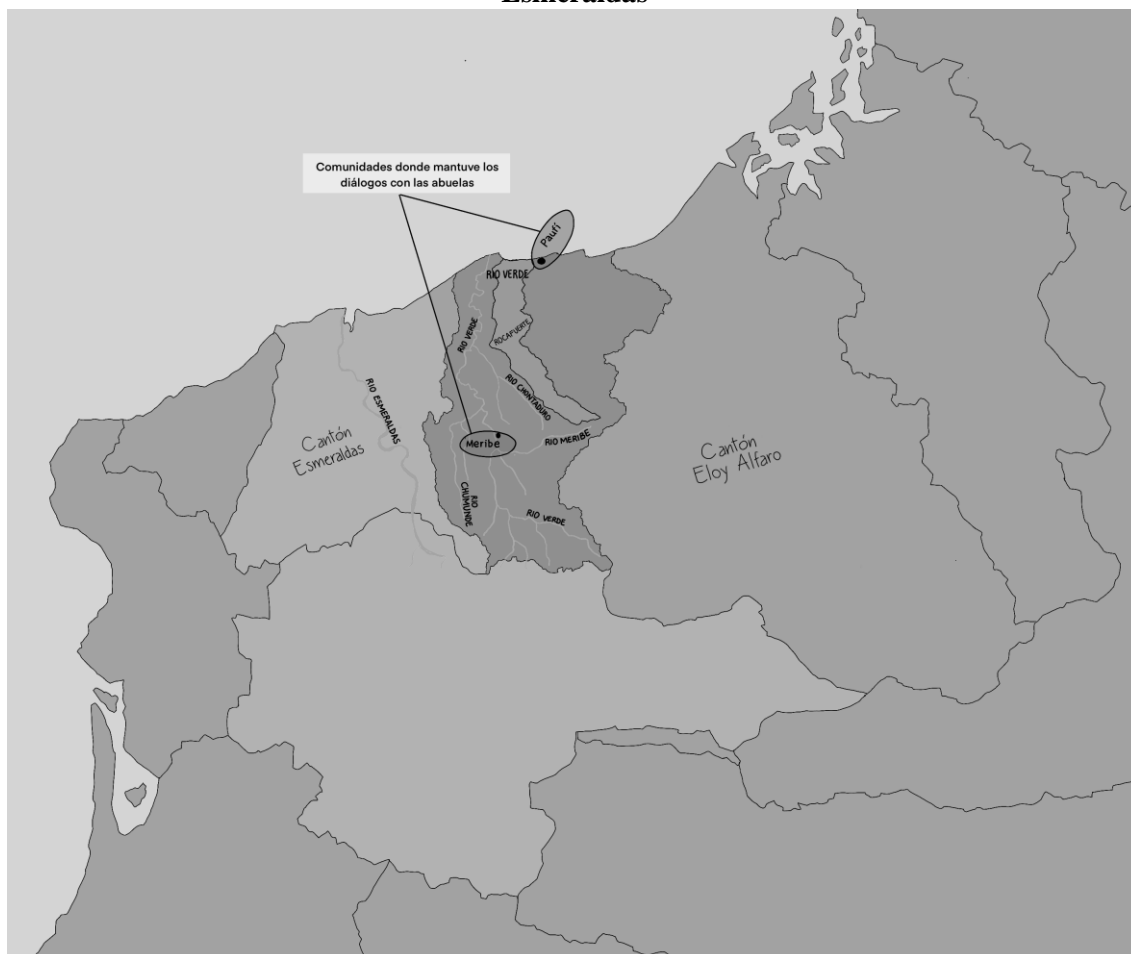 Esmeraldas
Comunidades donde mantuve los
diálogos con las abuelas
Paufí
RIO VERDE
ROCAFUERTE
RIO VERDE
RIO CHONTADURO
RIO ESMERALDAS
Cantón
Esmeraldas
Meribe
RIO MERIBE
Cantón
Eloy Alfaro
RIO
CHUMUNDE
RIO VERDE